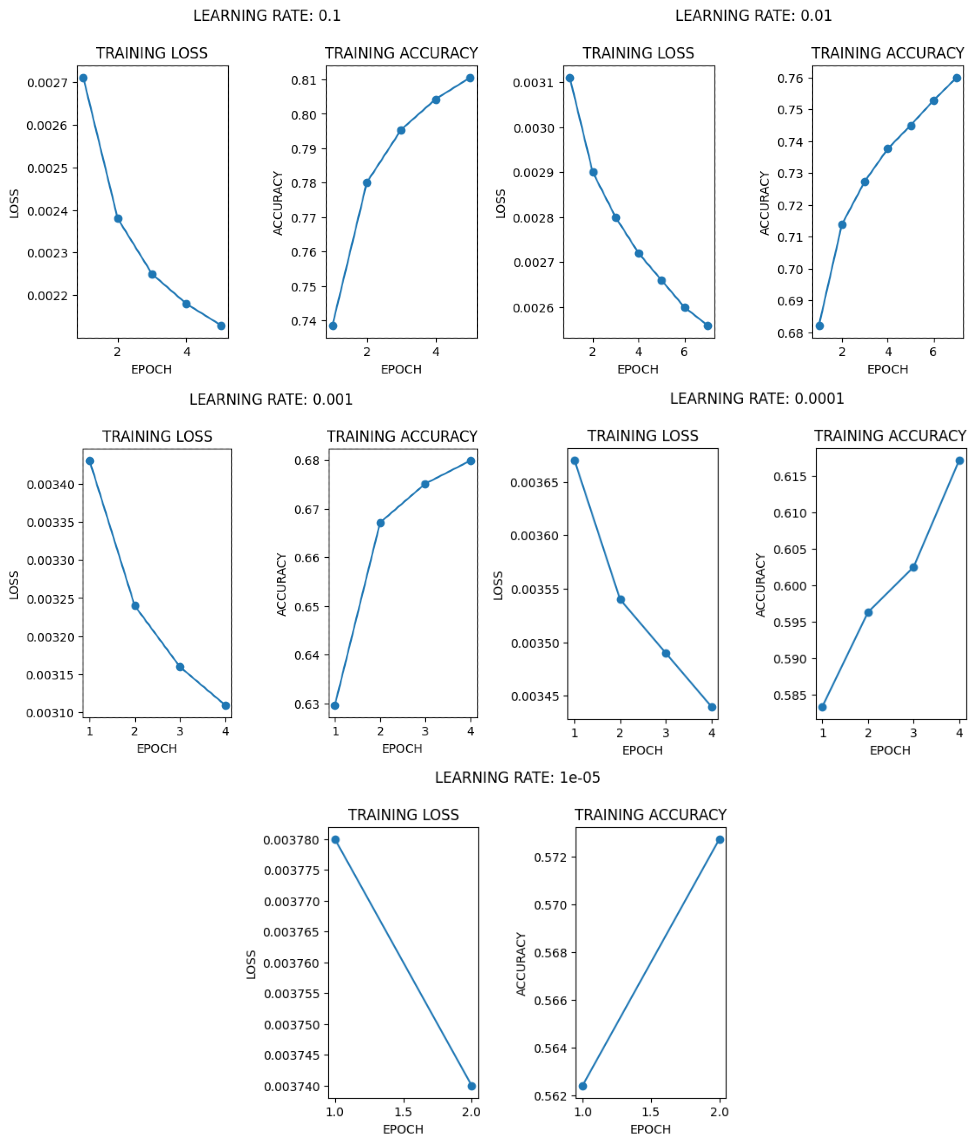 LEARNING RATE: 0.1
TRAINING LOSS
0.0027
0.0026
0.0025
0.0024
0.0023
0.0022
LOSS
2
4
EPOCH
TRAINING ACCURACY
0.81
0.80
0.79
0.78
0.77
0.76
0.75
0.74
ACCURACY
2
4
EPOCH
LEARNING RATE: 0.01
TRAINING LOSS
0.0031
0.0030
0.0029
0.0028
0.0027
0.0026
LOSS
2
4
6
EPOCH
TRAINING ACCURACY
0.76
0.75
0.74
0.73
0.72
0.71
0.70
0.69
0.68
ACCURACY
2
4
6
EPOCH
LEARNING RATE: 0.001
TRAINING LOSS
0.00340
0.00335
0.00330
0.00325
0.00320
0.00315
0.00310
LOSS
1
2
3
4
EPOCH
TRAINING ACCURACY
0.68
0.67
0.66
0.65
0.64
0.63
ACCURACY
1
2
3
4
EPOCH
LEARNING RATE: 0.0001
TRAINING LOSS
0.00365
0.00360
0.00355
0.00350
0.00345
LOSS
1
2
3
4
EPOCH
TRAINING ACCURACY
0.615
0.610
0.605
0.600
0.595
0.590
0.585
ACCURACY
1
2
3
4
EPOCH
LEARNING RATE: 1e-05
TRAINING LOSS
0.003780
0.003775
0.003770
0.003765
0.003760
0.003755
0.003750
0.003745
0.003740
LOSS
1.0
1.5
2.0
EPOCH
TRAINING ACCURACY
0.572
0.570
0.568
0.566
0.564
0.562
ACCURACY
1.0
1.5
2.0
EPOCH